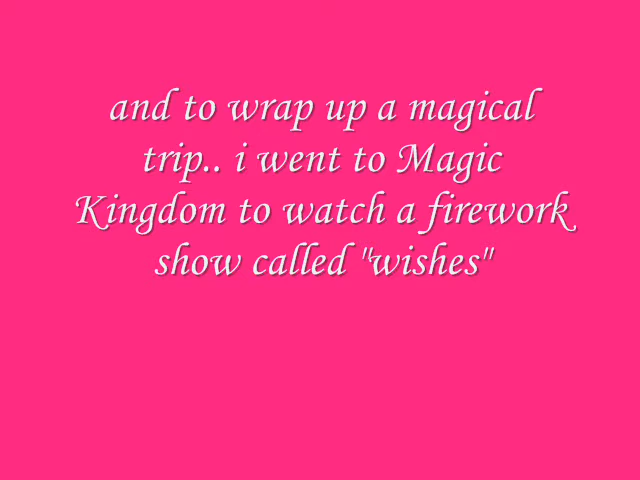 and to wrap up a magical
trip.. i went to Magic
Kingdom to watch a firework
show called "wishes"